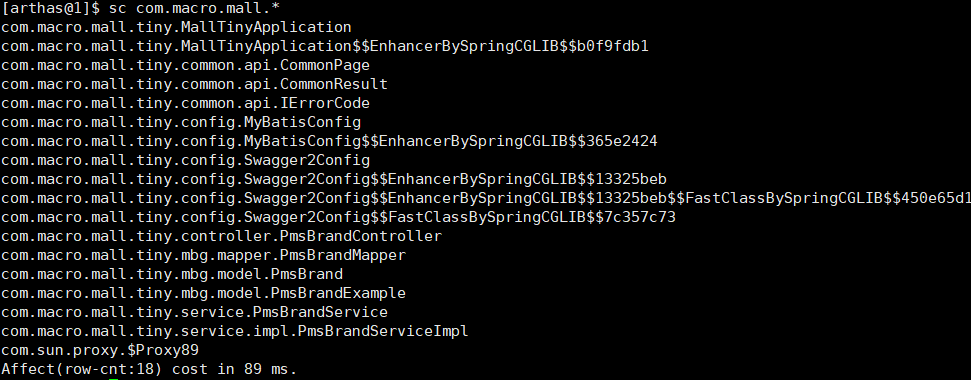 [arthas@1]$ sc com.macro.mall.*
com.macro.mall.tiny.MallTinyApplication
com.macro.mall.tiny.MallTinyApplication$$EnhancerBySpringCGLIB$$b0f9fdb1
com.macro.mall.tiny.common.api.CommonPage
com.macro.mall.tiny.common.api.CommonResult
com.macro.mall.tiny.common.api.IErrorCode
com.macro.mall.tiny.config.MyBatisConfig
com.macro.mall.tiny.config.MyBatisConfig$$EnhancerBySpringCGLIB$$365e2424
com.macro.mall.tiny.config.Swagger2Config
com.macro.mall.tiny.config.Swagger2Config$$EnhancerBySpringCGLIB$$13325beb
com.macro.mall.tiny.config.Swagger2Config$$EnhancerBySpringCGLIB$$13325beb$$FastClassBySpringCGLIB$$450e65d1
com.macro.mall.tiny.config.Swagger2Config$$FastClassBySpringCGLIB$$7c357c73
com.macro.mall.tiny.controller.PmsBrandController
com.macro.mall.tiny.mbg.mapper.PmsBrandMapper
com.macro.mall.tiny.mbg.model.PmsBrand
com.macro.mall.tiny.mbg.model.PmsBrandExample
com.macro.mall.tiny.service.PmsBrandService
com.macro.mall.tiny.service.impl.PmsBrandServiceImpl
com.sun.proxy.$Proxy89
Affect(row-cnt:18) cost in 89 ms.